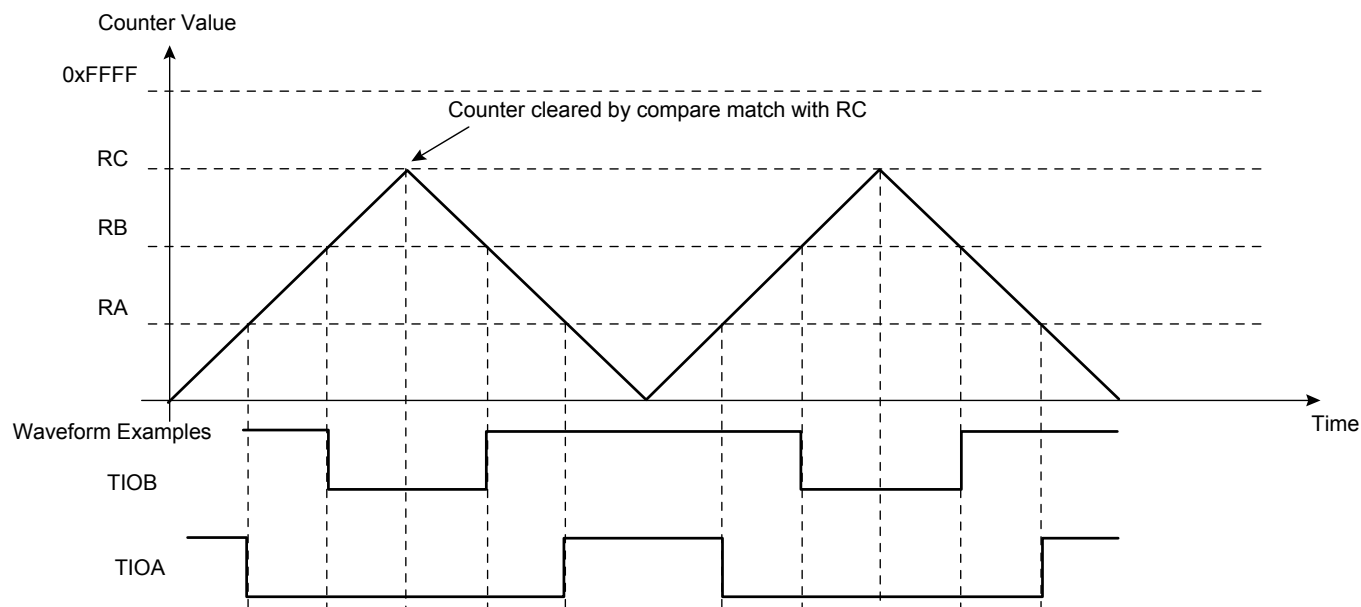 Counter Value
0xFFFF
Counter cleared by compare match with RC
RC
RB
RA
Time
Waveform Examples
TIOB
TIOA